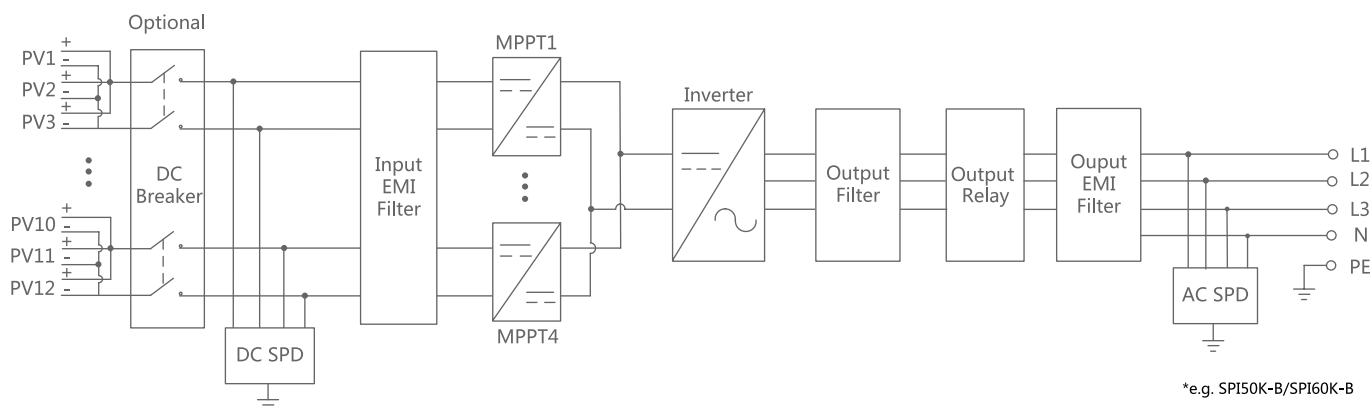 Optional
+
PV1
-
+
PV2
-
+
PV3
-
DC
Breaker
+
PV10
-
+
PV11
-
+
PV12
-
DC SPD
Input
EMI
Filter
MPPT1
MPPT4
Inverter
Output
Filter
Output
Relay
Ouput
EMI
Filter
L1
L2
L3
N
PE
AC SPD
*e.g. SPI50K-B/SPI60K-B